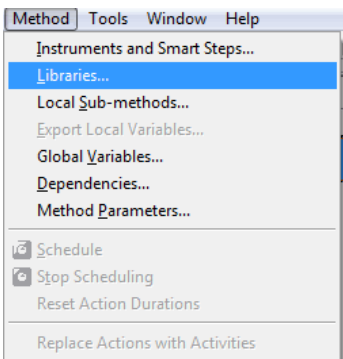 Method Tools Window Help
Instruments and Smart Steps...
Libraries...
Local Sub-methods...
Export Local Variables...
Global Variables...
Dependencies...
Method Parameters...
Schedule
Stop Scheduling
Reset Action Durations
Replace Actions with Activities